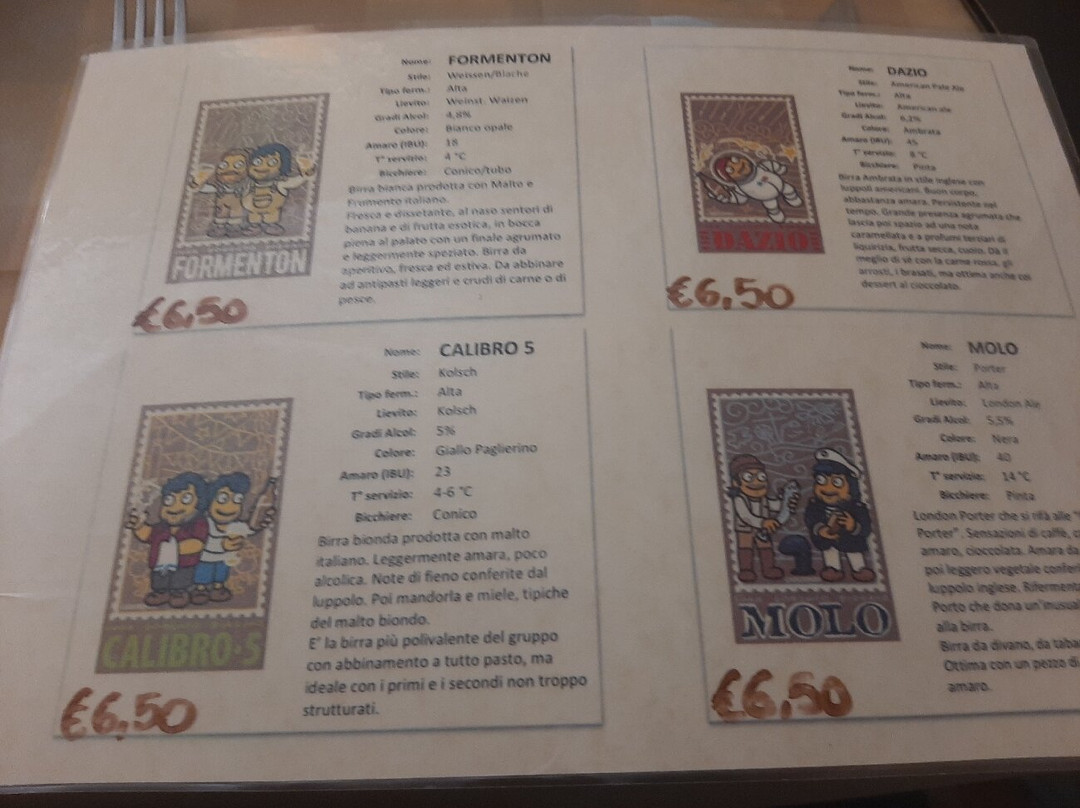 Nome: FORMENTON
Stile: Weissen/Blache
Tipo ferm.: Alta
Lievito: Weinst. Waizen
Gradi Alcol: 4,8%
Colore: Bianco opale
Amaro (IBU): 18
T° servizio: 4 °C
Bicchiere: Conico/tubo
Birra bianca prodotta con Malto e
Frumento italiano.
Fresca e dissetante, al naso sentori di
banana e di frutta esotica, in bocca
piena al palato con un finale agrumato
e leggermente speziato. Birra da
aperitivo, fresca ed estiva. Da abbinare
ad antipasti leggeri e crudi di carne o di
pesce.
FORMENTON
€6,50
Nome: DAZIO
Stile: American Pale Ale
Tipo ferm.: Alta
Lievito: American ale
Gradi Alcol: 6,2%
Colore: Ambrata
Amaro (IBU): 45
T° servizio: 8 °C
Bicchiere: Pinta
Birra Ambrata in stile inglese con
luppoli americani. Buon corpo,
abbastanza amara. Persistente nel
tempo. Grande presenza agrumata che
lascia poi spazio ad una nota
caramellata e a profumi terziari di
liquirizia, frutta secca, cuoio. Dà il
meglio di sé con la carne rossa, gli
arrosti, i brasati, ma ottima anche coi
dessert al cioccolato.
DAZIO
€6,50
Nome: CALIBRO 5
Stile: Kolsch
Tipo ferm.: Alta
Lievito: Kolsch
Gradi Alcol: 5%
Colore: Giallo Paglierino
Amaro (IBU): 23
T° servizio: 4-6 °C
Bicchiere: Conico
Birra bionda prodotta con malto
italiano. Leggermente amara, poco
alcolica. Note di fieno conferite dal
luppolo. Poi mandorla e miele, tipiche
del malto biondo.
E' la birra più polivalente del gruppo
con abbinamento a tutto pasto, ma
ideale con i primi e i secondi non troppo
strutturati.
CALIBRO·5
€6,50
Nome: MOLO
Stile: Porter
Tipo ferm.: Alta
Lievito: London Ale
Gradi Alcol: 5,5%
Colore: Nera
Amaro (IBU): 40
T° servizio: 14 °C
Bicchiere: Pinta
London Porter che si rifà alle "
Porter". Sensazioni di caffè, c
amaro, cioccolata. Amara da
poi leggero vegetale confer
luppolo inglese. Riferment
Porto che dona un'inusual
alla birra.
Birra da divano, da taba
Ottima con un pezzo di
amaro.
MOLO
€6,50